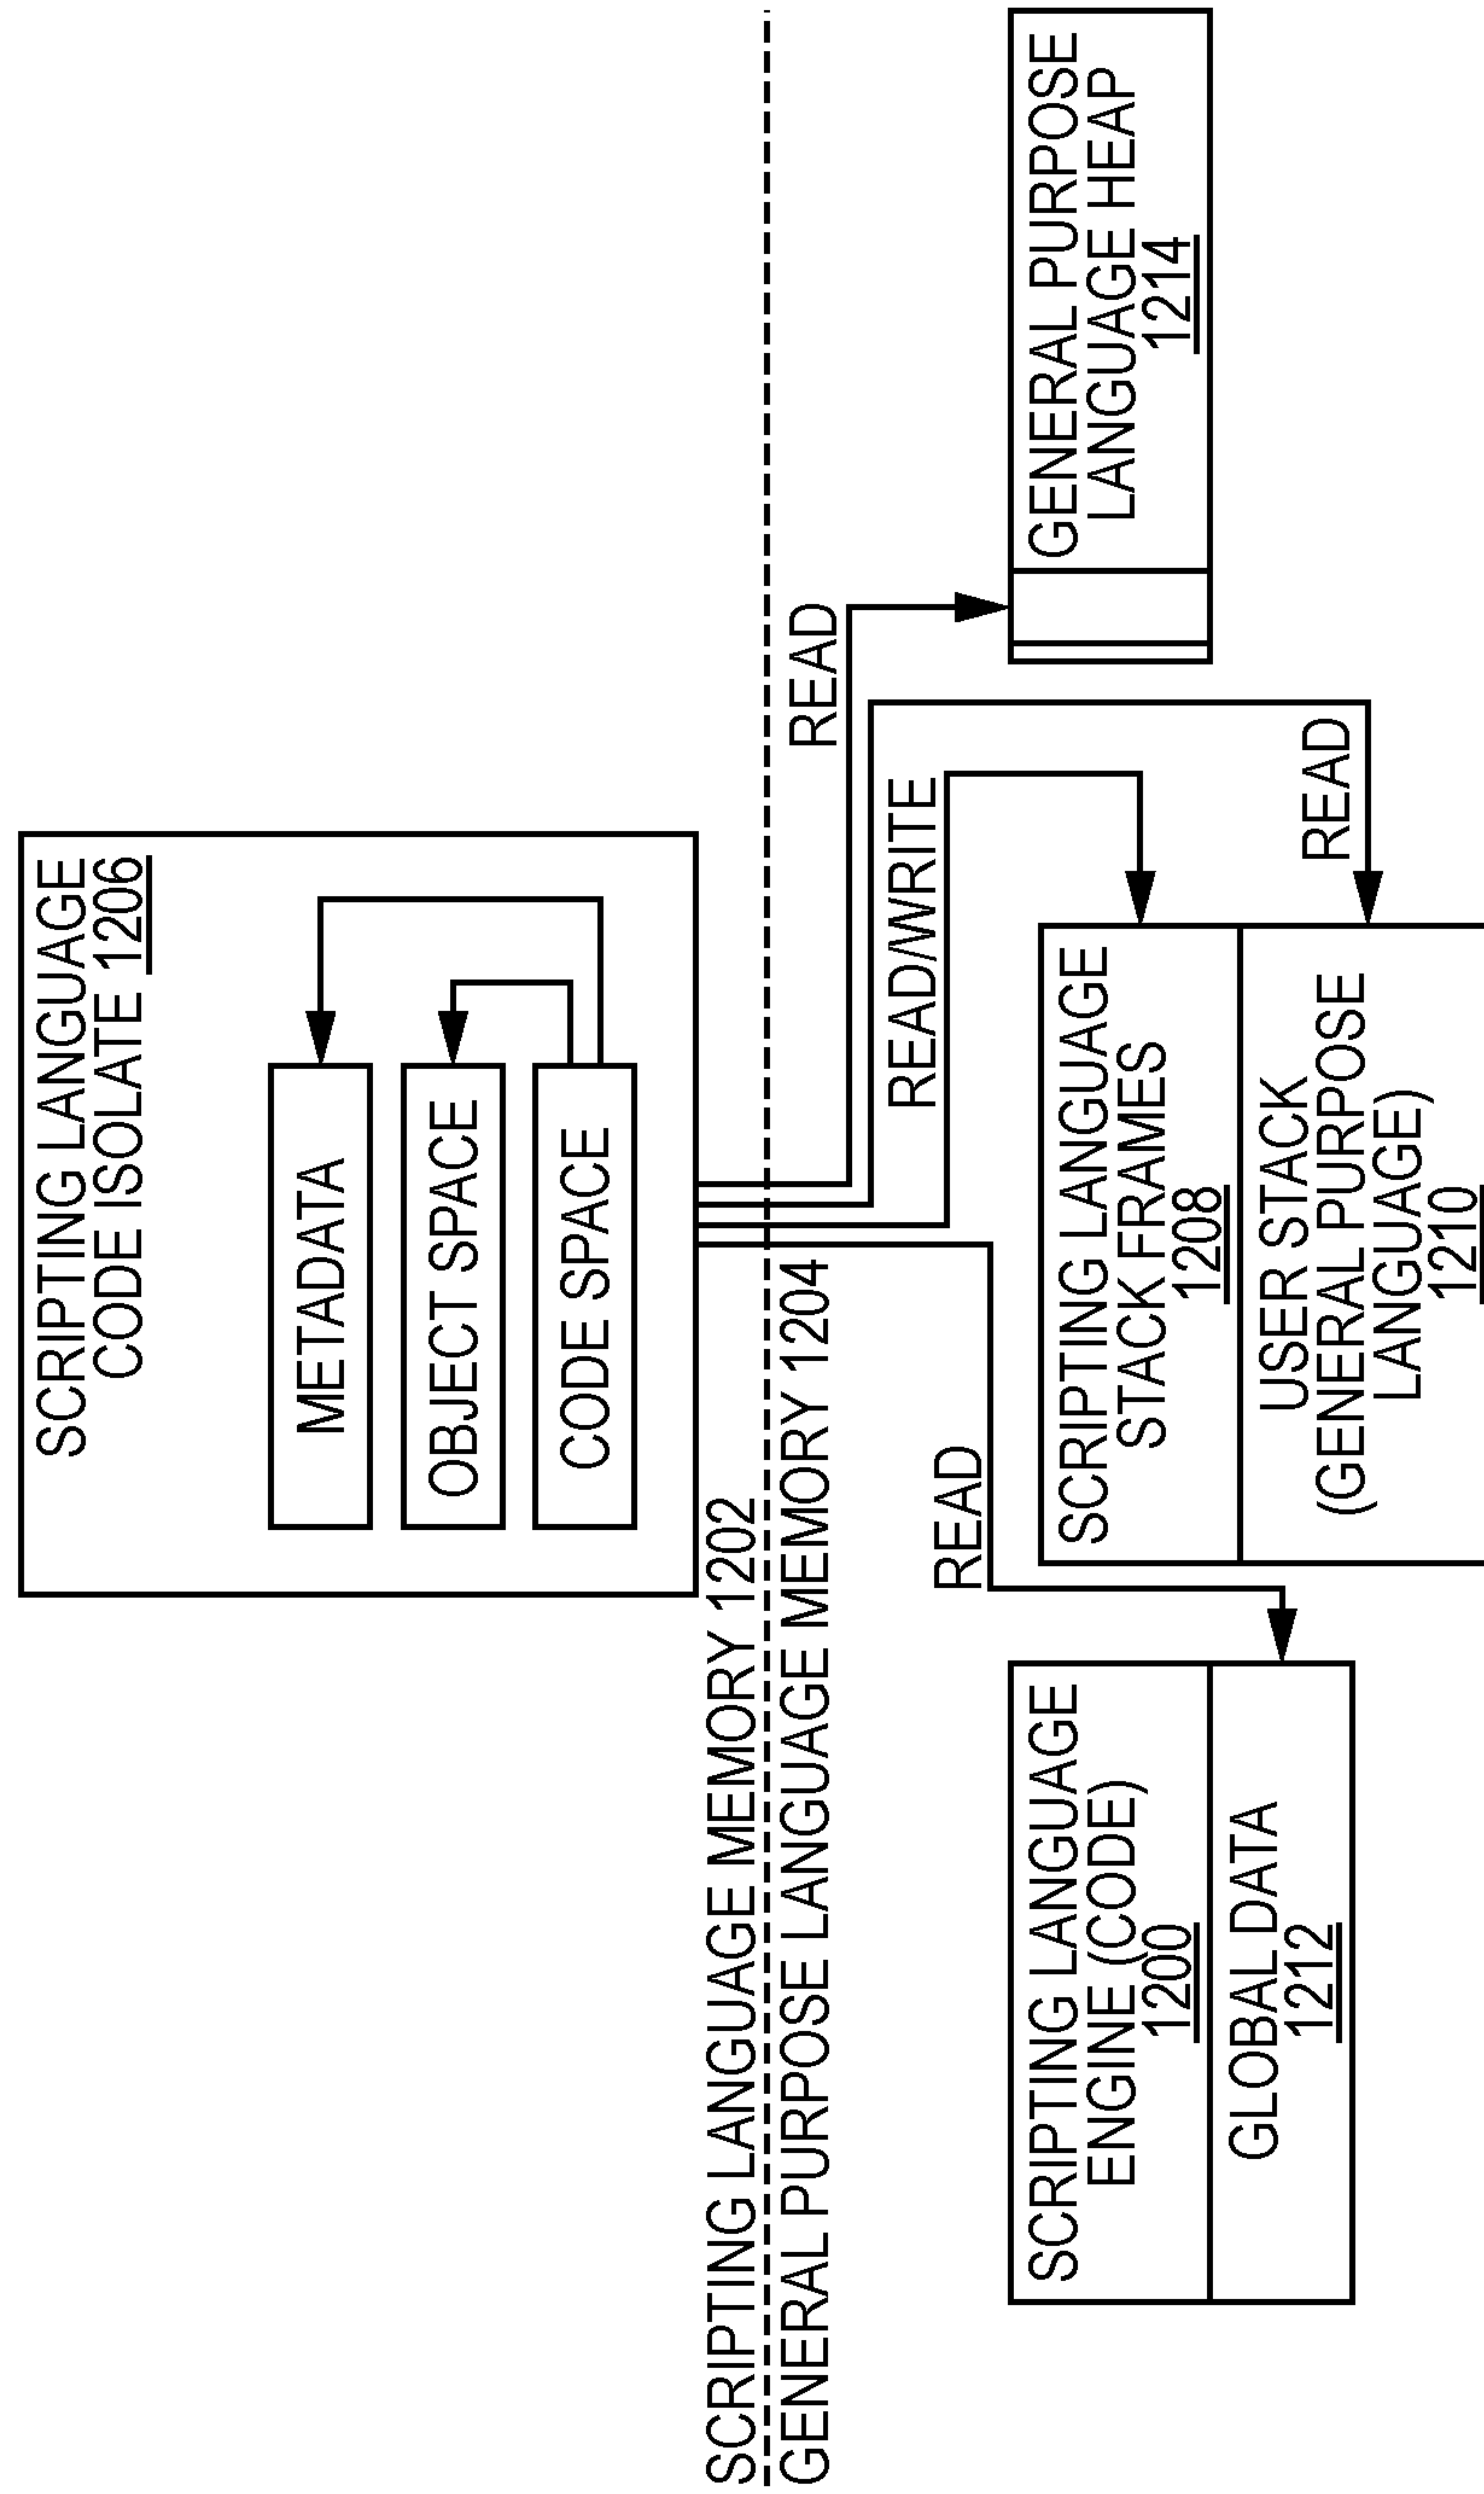 SCRIPTING LANGUAGE
CODE ISOLATE 1206
METADATA
OBJECT SPACE
CODE SPACE
SCRIPTING LANGUAGE MEMORY 1202
GENERAL PURPOSE LANGUAGE MEMORY 1204
READ
READ/WRITE
READ
READ
SCRIPTING LANGUAGE
ENGINE (CODE)
1200
GLOBAL DATA
1212
SCRIPTING LANGUAGE
STACK FRAMES
1208
USER STACK
(GENERAL PURPOSE
LANGUAGE)
1210
GENERAL PURPOSE
LANGUAGE HEAP
1214